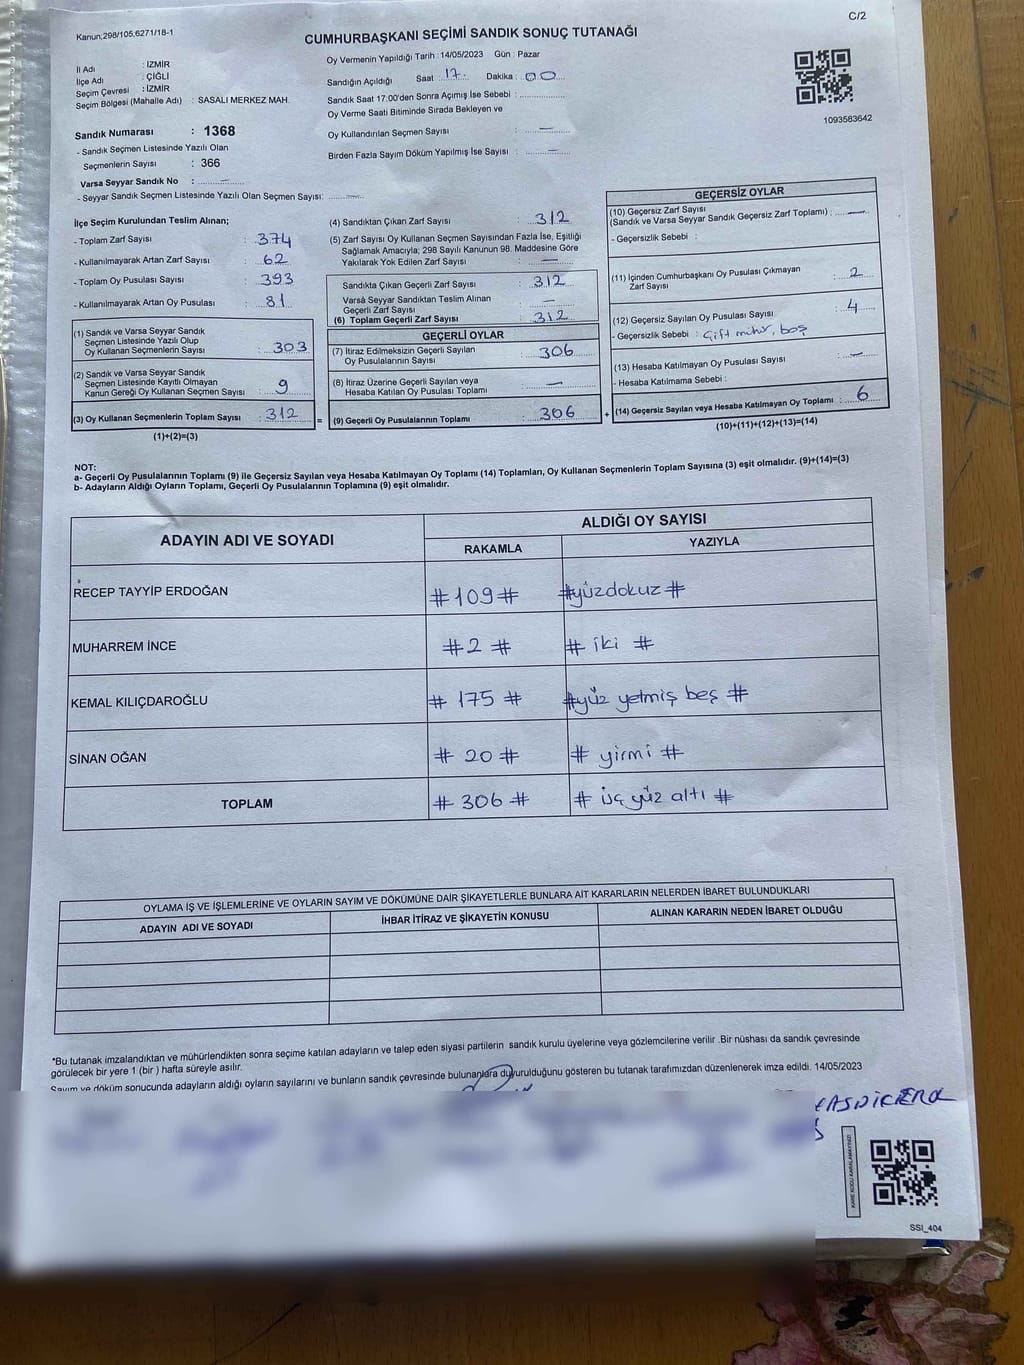 C/2
Kanun,298/105,6271/18-1
CUMHURBAŞKANI SEÇİMİ SANDIK SONUÇ TUTANAĞI
Oy Vermenin Yapıldığı Tarih : 14/05/2023 Gün : Pazar
İl Adı : İZMİR
İlçe Adı : ÇİĞLİ
Seçim Çevresi : İZMİR
Seçim Bölgesi (Mahalle Adı) : SASALI MERKEZ MAH.
Sandığın Açıldığı Saat : 17. Dakika : 00
Sandık Saat 17:00'den Sonra Açımış İse Sebebi :
Oy Verme Saati Bitiminde Sırada Bekleyen ve
Oy Kullandırılan Seçmen Sayısı : —
Birden Fazla Sayım Döküm Yapılmış İse Sayısı : —
1093583642
Sandık Numarası : 1368
- Sandık Seçmen Listesinde Yazılı Olan
Seçmenlerin Sayısı : 366
Varsa Seyyar Sandık No : —
- Seyyar Sandık Seçmen Listesinde Yazılı Olan Seçmen Sayısı: —
İlçe Seçim Kurulundan Teslim Alınan;
- Toplam Zarf Sayısı : 374
- Kullanılmayarak Artan Zarf Sayısı : 62
- Toplam Oy Pusulası Sayısı : 393
- Kullanılmayarak Artan Oy Pusulası : 81
(1) Sandık ve Varsa Seyyar Sandık
Seçmen Listesinde Yazılı Olup
Oy Kullanan Seçmenlerin Sayısı : 303
(2) Sandık ve Varsa Seyyar Sandık
Seçmen Listesinde Kayıtlı Olmayan
Kanun Gereği Oy Kullanan Seçmen Sayısı : 9
(3) Oy Kullanan Seçmenlerin Toplam Sayısı : 312 =
(1)+(2)=(3)
(4) Sandıktan Çıkan Zarf Sayısı : 312
(5) Zarf Sayısı Oy Kullanan Seçmen Sayısından Fazla İse, Eşitliği
Sağlamak Amacıyla; 298 Sayılı Kanunun 98. Maddesine Göre
Yakılarak Yok Edilen Zarf Sayısı : —
Sandıkta Çıkan Geçerli Zarf Sayısı : 312
Varsa Seyyar Sandıktan Teslim Alınan
Geçerli Zarf Sayısı : —
(6) Toplam Geçerli Zarf Sayısı : 312
GEÇERLİ OYLAR
(7) İtiraz Edilmeksizin Geçerli Sayılan
Oy Pusulalarının Sayısı : 306
(8) İtiraz Üzerine Geçerli Sayılan veya
Hesaba Katılan Oy Pusulası Toplamı : —
(9) Geçerli Oy Pusulalarının Toplamı : 306 +
GEÇERSİZ OYLAR
(10) Geçersiz Zarf Sayısı
(Sandık ve Varsa Seyyar Sandık Geçersiz Zarf Toplamı) : —
- Geçersizlik Sebebi :
(11) İçinden Cumhurbaşkanı Oy Pusulası Çıkmayan
Zarf Sayısı : 2
(12) Geçersiz Sayılan Oy Pusulası Sayısı : 4
- Geçersizlik Sebebi : Çift mühür, boş
(13) Hesaba Katılmayan Oy Pusulası Sayısı : —
- Hesaba Katılmama Sebebi :
(14) Geçersiz Sayılan veya Hesaba Katılmayan Oy Toplamı : 6
(10)+(11)+(12)+(13)=(14)
NOT:
a- Geçerli Oy Pusulalarının Toplamı (9) ile Geçersiz Sayılan veya Hesaba Katılmayan Oy Toplamı (14) Toplamları, Oy Kullanan Seçmenlerin Toplam Sayısına (3) eşit olmalıdır. (9)+(14)=(3)
b- Adayların Aldığı Oyların Toplamı, Geçerli Oy Pusulalarının Toplamına (9) eşit olmalıdır.
ADAYIN ADI VE SOYADI
ALDIĞI OY SAYISI
RAKAMLA YAZIYLA
RECEP TAYYİP ERDOĞAN #109# #yüzdokuz#
MUHARREM İNCE #2# # iki #
KEMAL KILIÇDAROĞLU # 175 # #yüz yetmiş beş #
SİNAN OĞAN # 20 # # yirmi #
TOPLAM # 306 # # üç yüz altı #
OYLAMA İŞ VE İŞLEMLERİNE VE OYLARIN SAYIM VE DÖKÜMÜNE DAİR ŞİKAYETLERLE BUNLARA AİT KARARLARIN NELERDEN İBARET BULUNDUKLARI
ADAYIN ADI VE SOYADI İHBAR İTİRAZ VE ŞİKAYETİN KONUSU ALINAN KARARIN NEDEN İBARET OLDUĞU
*Bu tutanak imzalandıktan ve mühürlendikten sonra seçime katılan adayların ve talep eden siyasi partilerin sandık kurulu üyelerine veya gözlemcilerine verilir .Bir nüshası da sandık çevresinde
görülecek bir yere 1 (bir ) hafta süreyle asılır.
Sayım ve döküm sonucunda adayların aldığı oyların sayılarını ve bunların sandık çevresinde bulunanlara duyurulduğunu gösteren bu tutanak tarafımızdan düzenlenerek imza edildi. 14/05/2023
KARE KODU KARALAMAYINIZ!
SSI_404